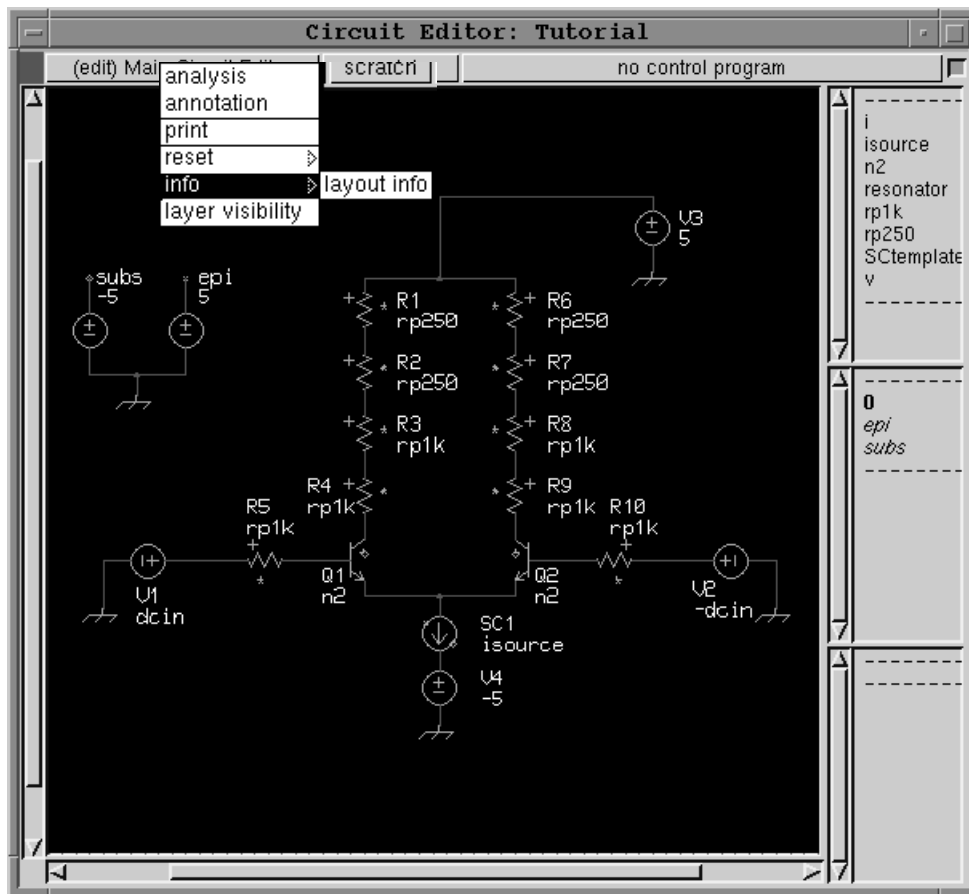 Circuit Editor: Tutorial
(edit) Mai
scratch
no control program
analysis
annotation
print
reset
info
layout info
layer visibility
i
isource
n2
resonator
rp1k
rp250
SCtemplate
v
0
epi
subs
V3
5
subs
-5
epi
5
R1
rp250
R6
rp250
R2
rp250
R7
rp250
R3
rp1k
R8
rp1k
R4
rp1k
R9
rp1k
R5
rp1k
R10
rp1k
V1
dcin
Q1
n2
Q2
n2
V2
-dcin
SC1
isource
V4
-5